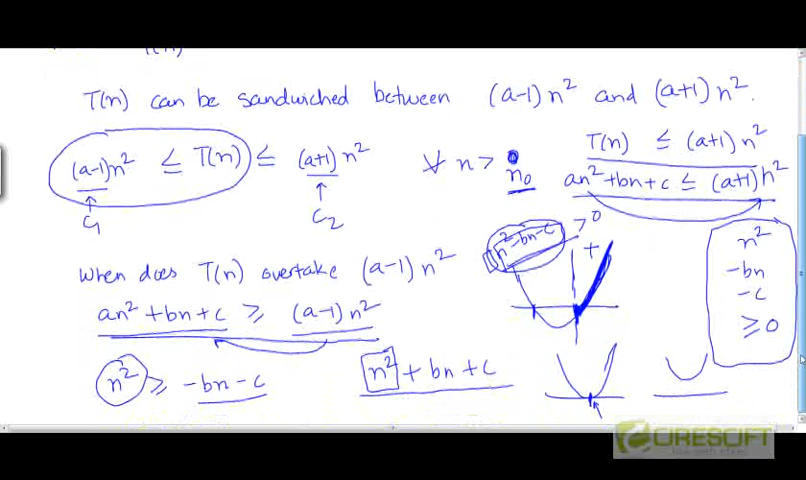 T(n) can be sandwiched between (a-1)n² and (a+1)n².
(a-1)n² ≤ T(n) ≤ (a+1)n² ∀ n > n₀
C₁ C₂
T(n) ≤ (a+1)n²
an²+bn+c ≤ (a+1)n²
n²-bn-c > 0
+
n²
-bn
-c
≥0
When does T(n) overtake (a-1)n²
an²+bn+c ≥ (a-1)n²
n² ≥ -bn-c n²+bn+c
CIRESOFT